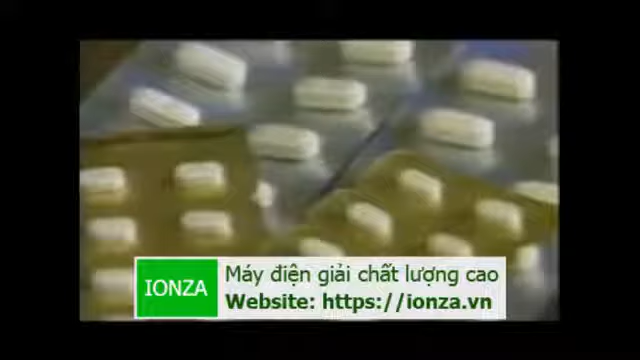 IONZA
Máy điện giải chất lượng cao
Website: https://ionza.vn